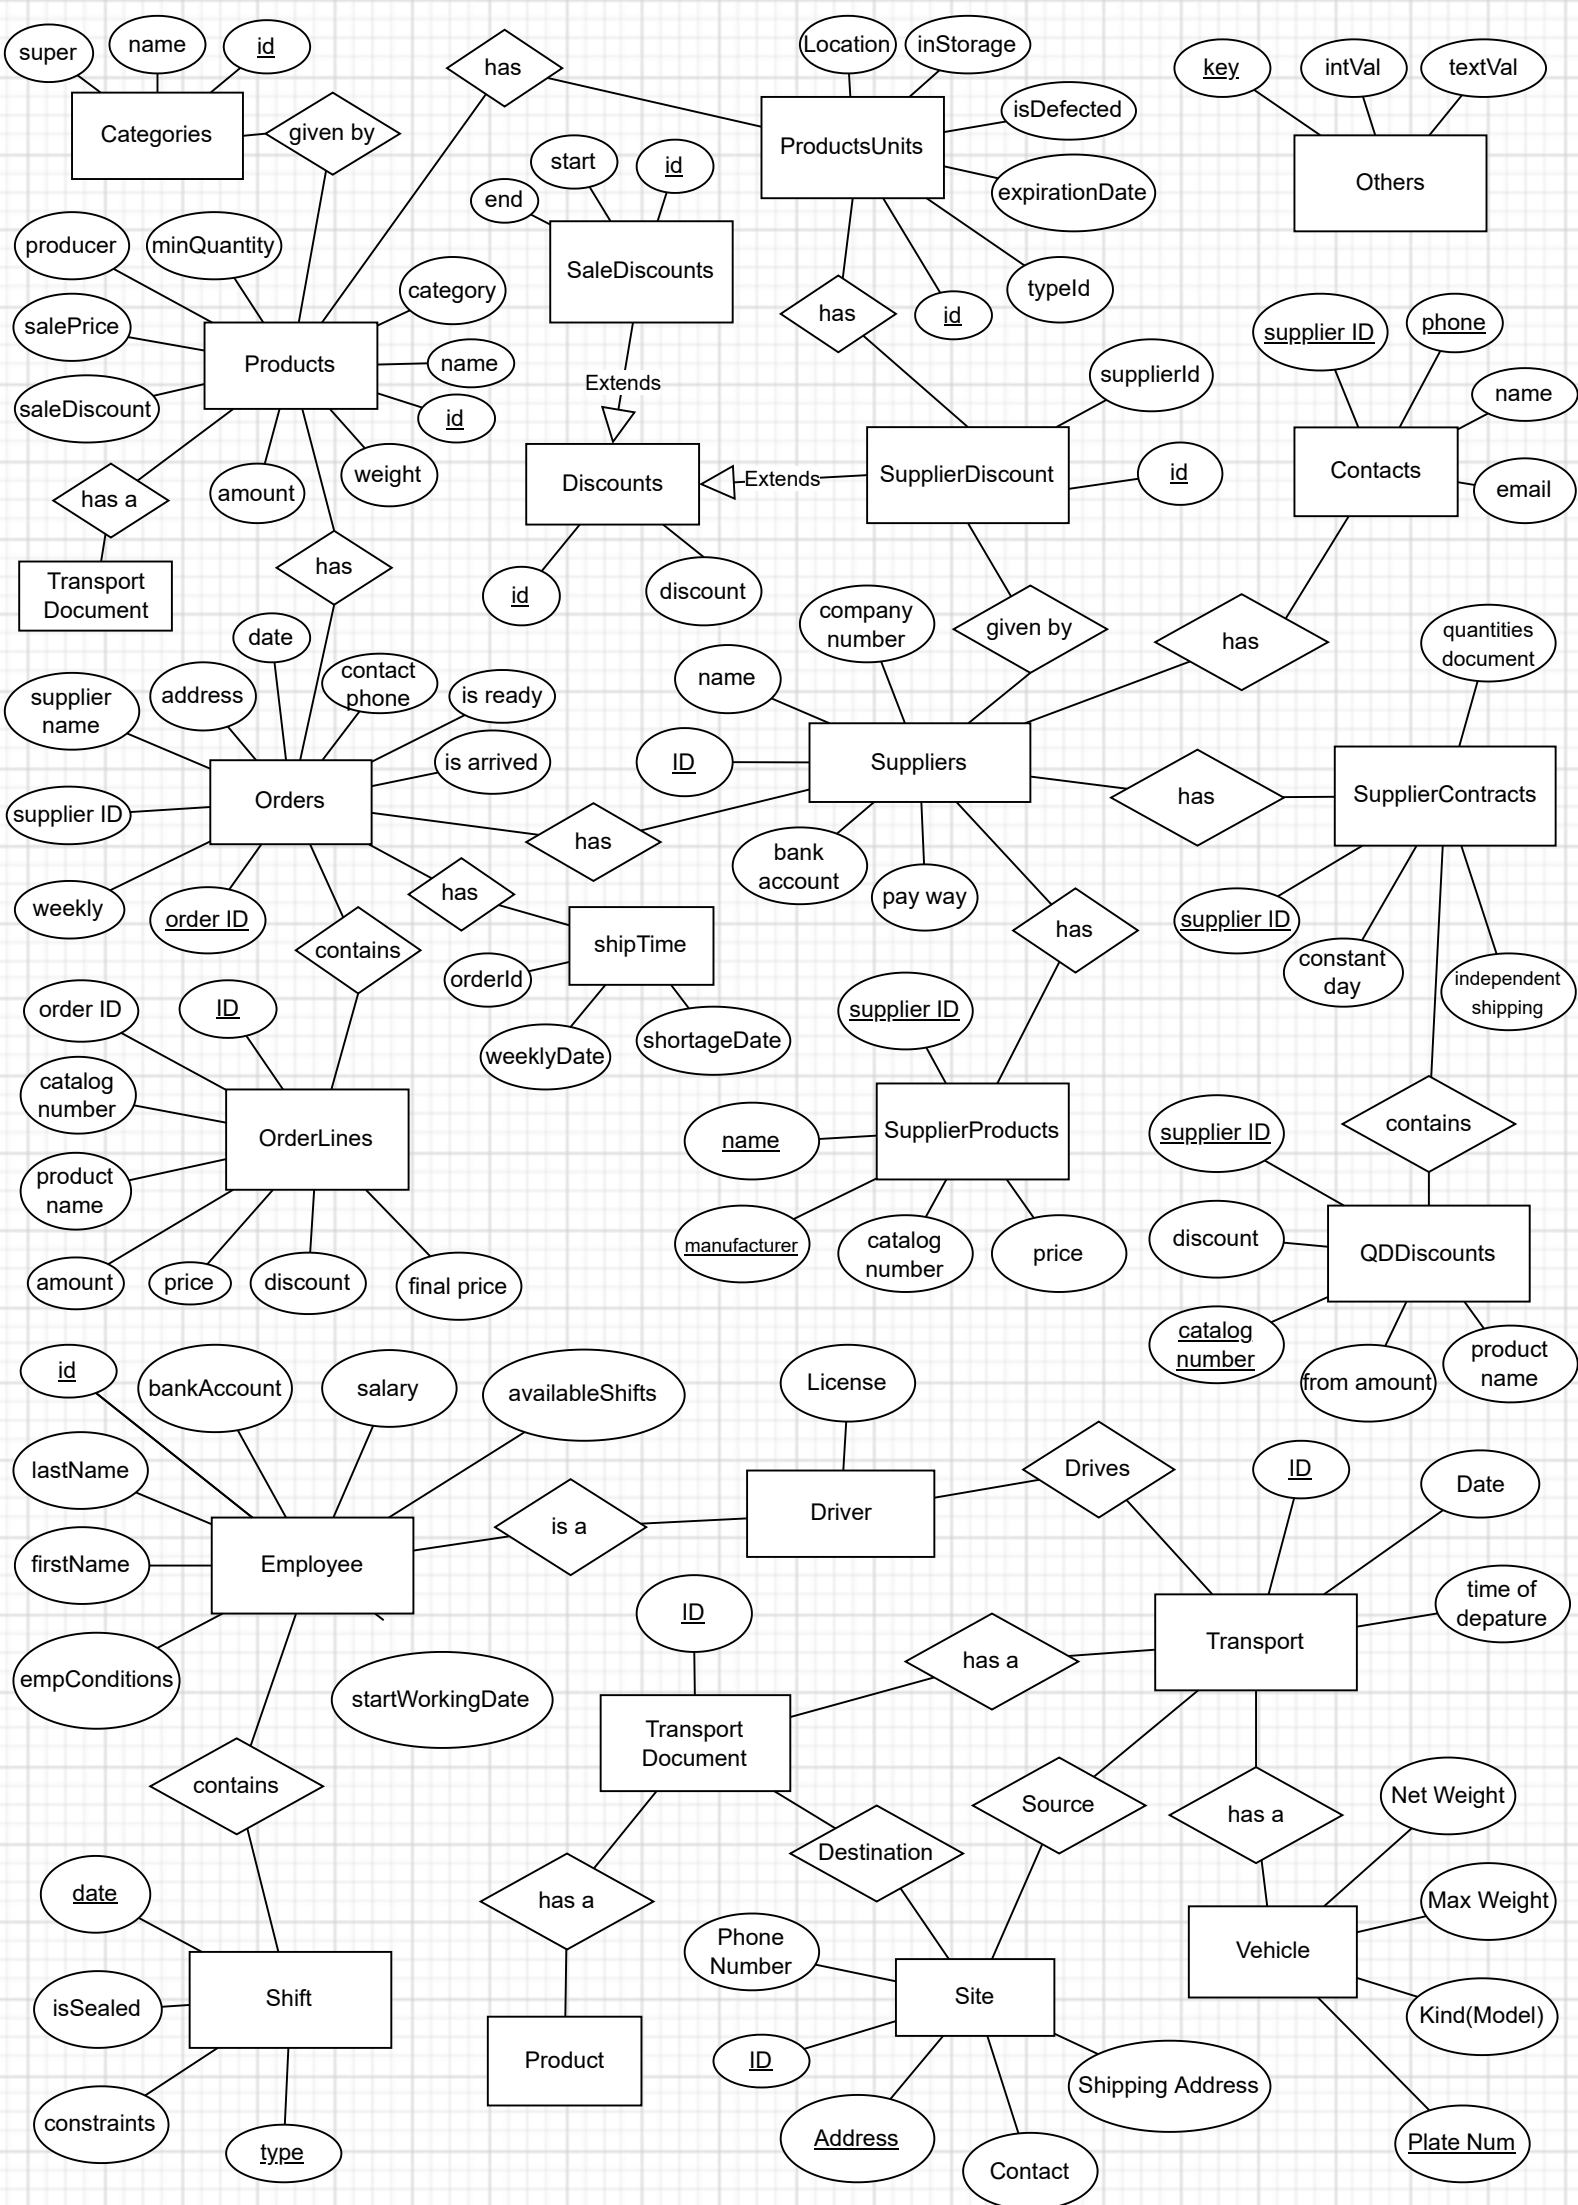 super
name
id
Categories
given by
has
Location
inStorage
isDefected
ProductsUnits
expirationDate
typeId
id
key
intVal
textVal
Others
start
id
end
SaleDiscounts
has
producer
minQuantity
category
salePrice
Products
name
saleDiscount
id
amount
weight
has a
Transport
Document
has
Extends
Discounts
Extends
id
discount
supplierId
SupplierDiscount
id
supplier ID
phone
name
Contacts
email
given by
has
company
number
name
ID
Suppliers
bank
account
pay way
quantities
document
has
SupplierContracts
supplier ID
constant
day
independent
shipping
date
supplier
name
address
contact
phone
is ready
is arrived
Orders
supplier ID
weekly
order ID
has
has
contains
shipTime
orderId
weeklyDate
shortageDate
has
supplier ID
name
SupplierProducts
manufacturer
catalog
number
price
order ID
ID
catalog
number
OrderLines
product
name
amount
price
discount
final price
contains
supplier ID
discount
QDDiscounts
catalog
number
from amount
product
name
id
bankAccount
salary
availableShifts
lastName
firstName
Employee
empConditions
startWorkingDate
is a
License
Driver
Drives
ID
Date
time of
depature
Transport
ID
has a
Transport
Document
contains
Source
has a
Destination
has a
Net Weight
Max Weight
Vehicle
Kind(Model)
Plate Num
date
isSealed
Shift
constraints
type
Product
Phone
Number
Site
ID
Address
Contact
Shipping Address